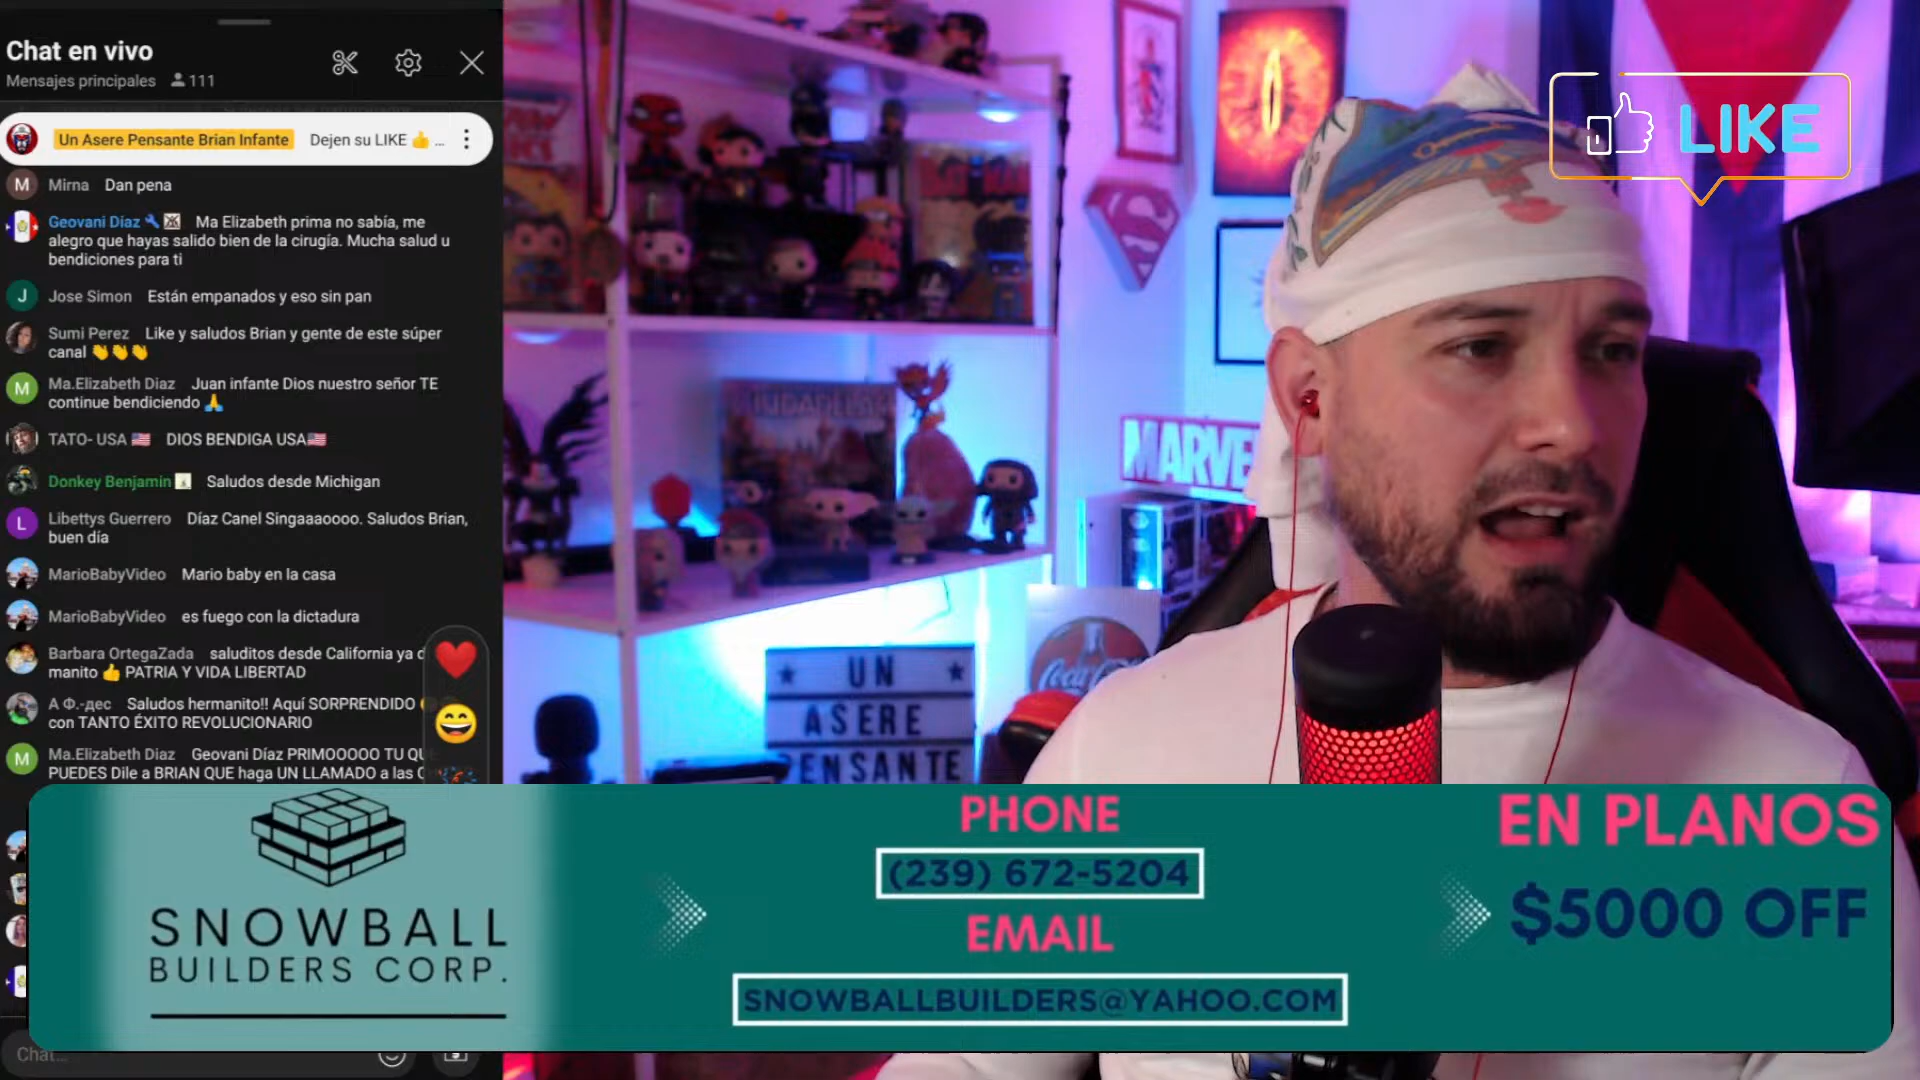 Chat en vivo
Mensajes principales 111
Un Asere Pensante Brian Infante Dejen su LIKE 👍 ...
M Mirna Dan pena
Geovani Díaz Ma Elizabeth prima no sabía, me
alegro que hayas salido bien de la cirugía. Mucha salud u
bendiciones para ti
J Jose Simon Están empanados y eso sin pan
Sumi Perez Like y saludos Brian y gente de este súper
canal 👏👏👏
M Ma.Elizabeth Diaz Juan infante Dios nuestro señor TE
continue bendiciendo 🙏
TATO- USA 🇺🇸 DIOS BENDIGA USA🇺🇸
Donkey Benjamin Saludos desde Michigan
L Libettys Guerrero Díaz Canel Singaaaoooo. Saludos Brian,
buen día
MarioBabyVideo Mario baby en la casa
MarioBabyVideo es fuego con la dictadura
Barbara OrtegaZada saluditos desde California ya
manito 👍 PATRIA Y VIDA LIBERTAD
А Ф.-дес Saludos hermanito!! Aquí SORPRENDIDO
con TANTO ÉXITO REVOLUCIONARIO
M Ma.Elizabeth Diaz Geovani Díaz PRIMOOOOO TU
PUEDES Dile a BRIAN QUE haga UN LLAMADO a las
Chat...
LIKE
MARVE
CIUDADELAS
Coca-Cola
UN
ASERE
PENSANTE
SNOWBALL
BUILDERS CORP.
PHONE
(239) 672-5204
EMAIL
SNOWBALLBUILDERS@YAHOO.COM
EN PLANOS
$5000 OFF